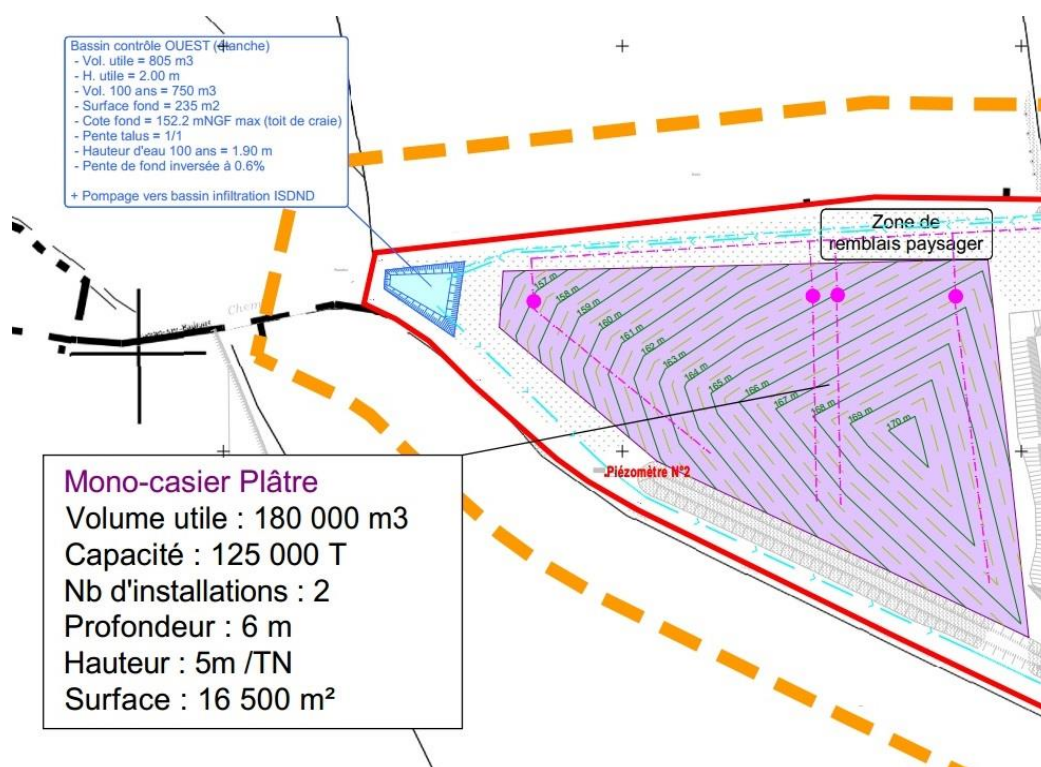 Bassin contrôle OUEST (étanche)
- Vol. utile = 805 m3
- H. utile = 2.00 m
- Vol. 100 ans = 750 m3
- Surface fond = 235 m2
- Cote fond = 152.2 mNGF max (toit de craie)
- Pente talus = 1/1
- Hauteur d'eau 100 ans = 1.90 m
- Pente de fond inversée à 0.6%
+ Pompage vers bassin infiltration ISDND
Zone de
remblais paysager
157 m
158 m
159 m
160 m
161 m
162 m
163 m
164 m
165 m
166 m
167 m
168 m
169 m
170 m
Piézomètre N°2
Mono-casier Plâtre
Volume utile : 180 000 m3
Capacité : 125 000 T
Nb d'installations : 2
Profondeur : 6 m
Hauteur : 5m /TN
Surface : 16 500 m²